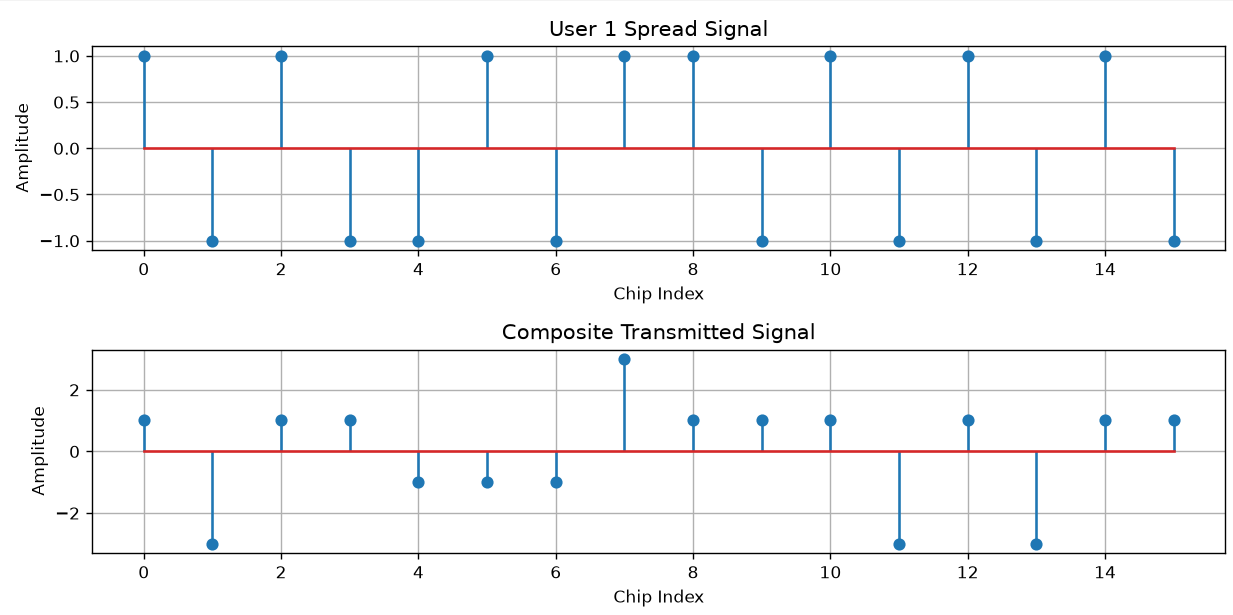 User 1 Spread Signal
1.0
0.5
0.0
−0.5
−1.0
Amplitude
0 2 4 6 8 10 12 14
Chip Index
Composite Transmitted Signal
2
0
−2
Amplitude
0 2 4 6 8 10 12 14
Chip Index